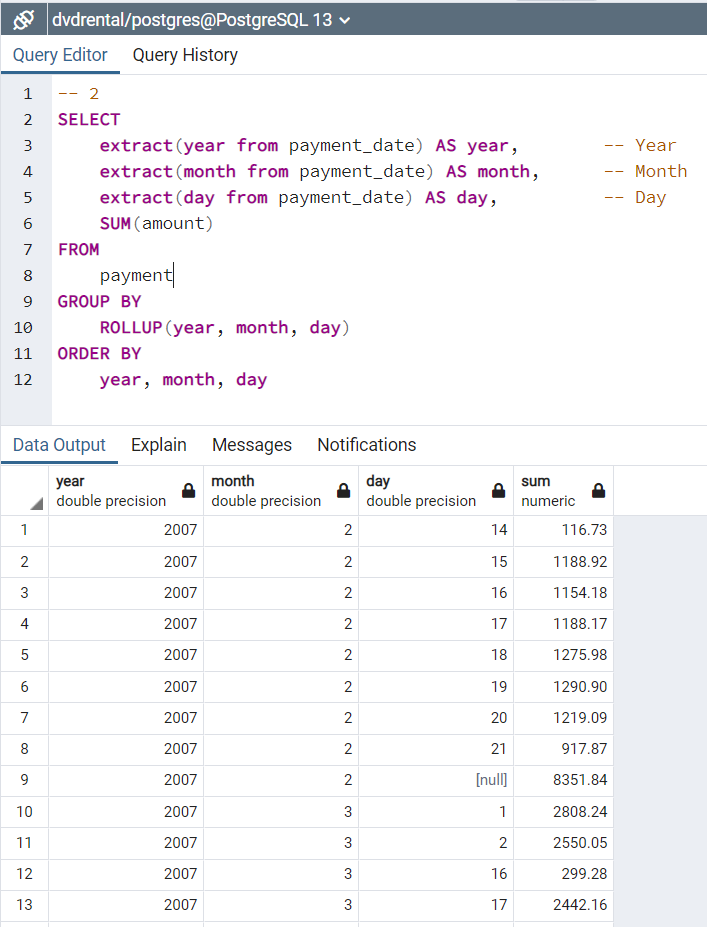 dvdrental/postgres@PostgreSQL 13
Query Editor Query History
1 -- 2
2 SELECT
3 extract(year from payment_date) AS year, -- Year
4 extract(month from payment_date) AS month, -- Month
5 extract(day from payment_date) AS day, -- Day
6 SUM(amount)
7 FROM
8 payment
9 GROUP BY
10 ROLLUP(year, month, day)
11 ORDER BY
12 year, month, day
Data Output Explain Messages Notifications
year month day sum
double precision double precision double precision numeric
1 2007 2 14 116.73
2 2007 2 15 1188.92
3 2007 2 16 1154.18
4 2007 2 17 1188.17
5 2007 2 18 1275.98
6 2007 2 19 1290.90
7 2007 2 20 1219.09
8 2007 2 21 917.87
9 2007 2 [null] 8351.84
10 2007 3 1 2808.24
11 2007 3 2 2550.05
12 2007 3 16 299.28
13 2007 3 17 2442.16